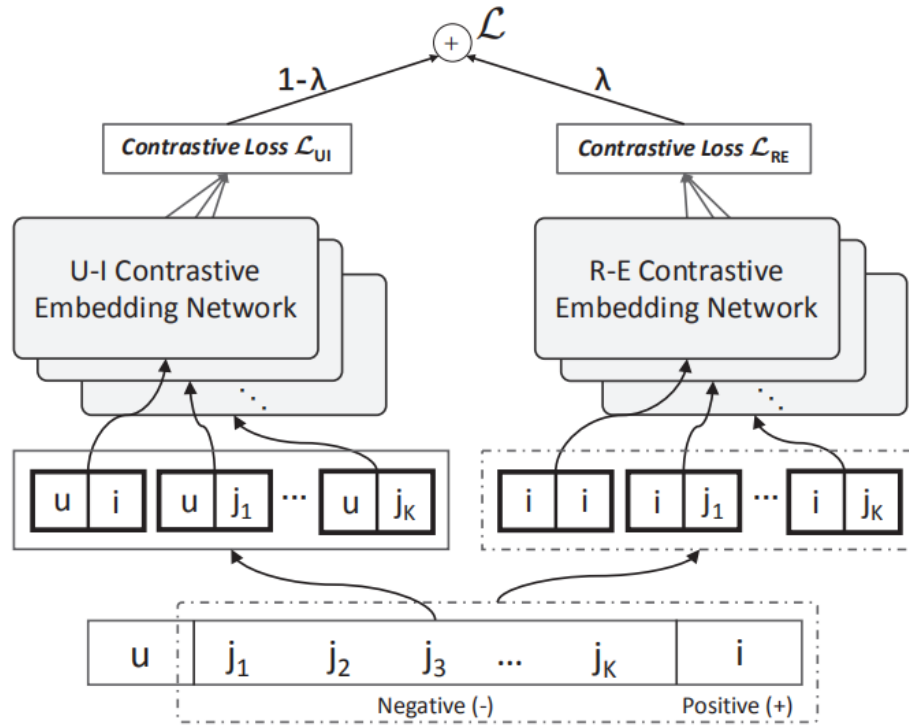 + ℒ
1-λ λ
Contrastive Loss ℒUI Contrastive Loss ℒRE
U-I Contrastive Embedding Network
R-E Contrastive Embedding Network
⋱ ⋱
u i u j1 ... u jK i i i j1 ... i jK
u j1 j2 j3 ... jK i
Negative (-) Positive (+)